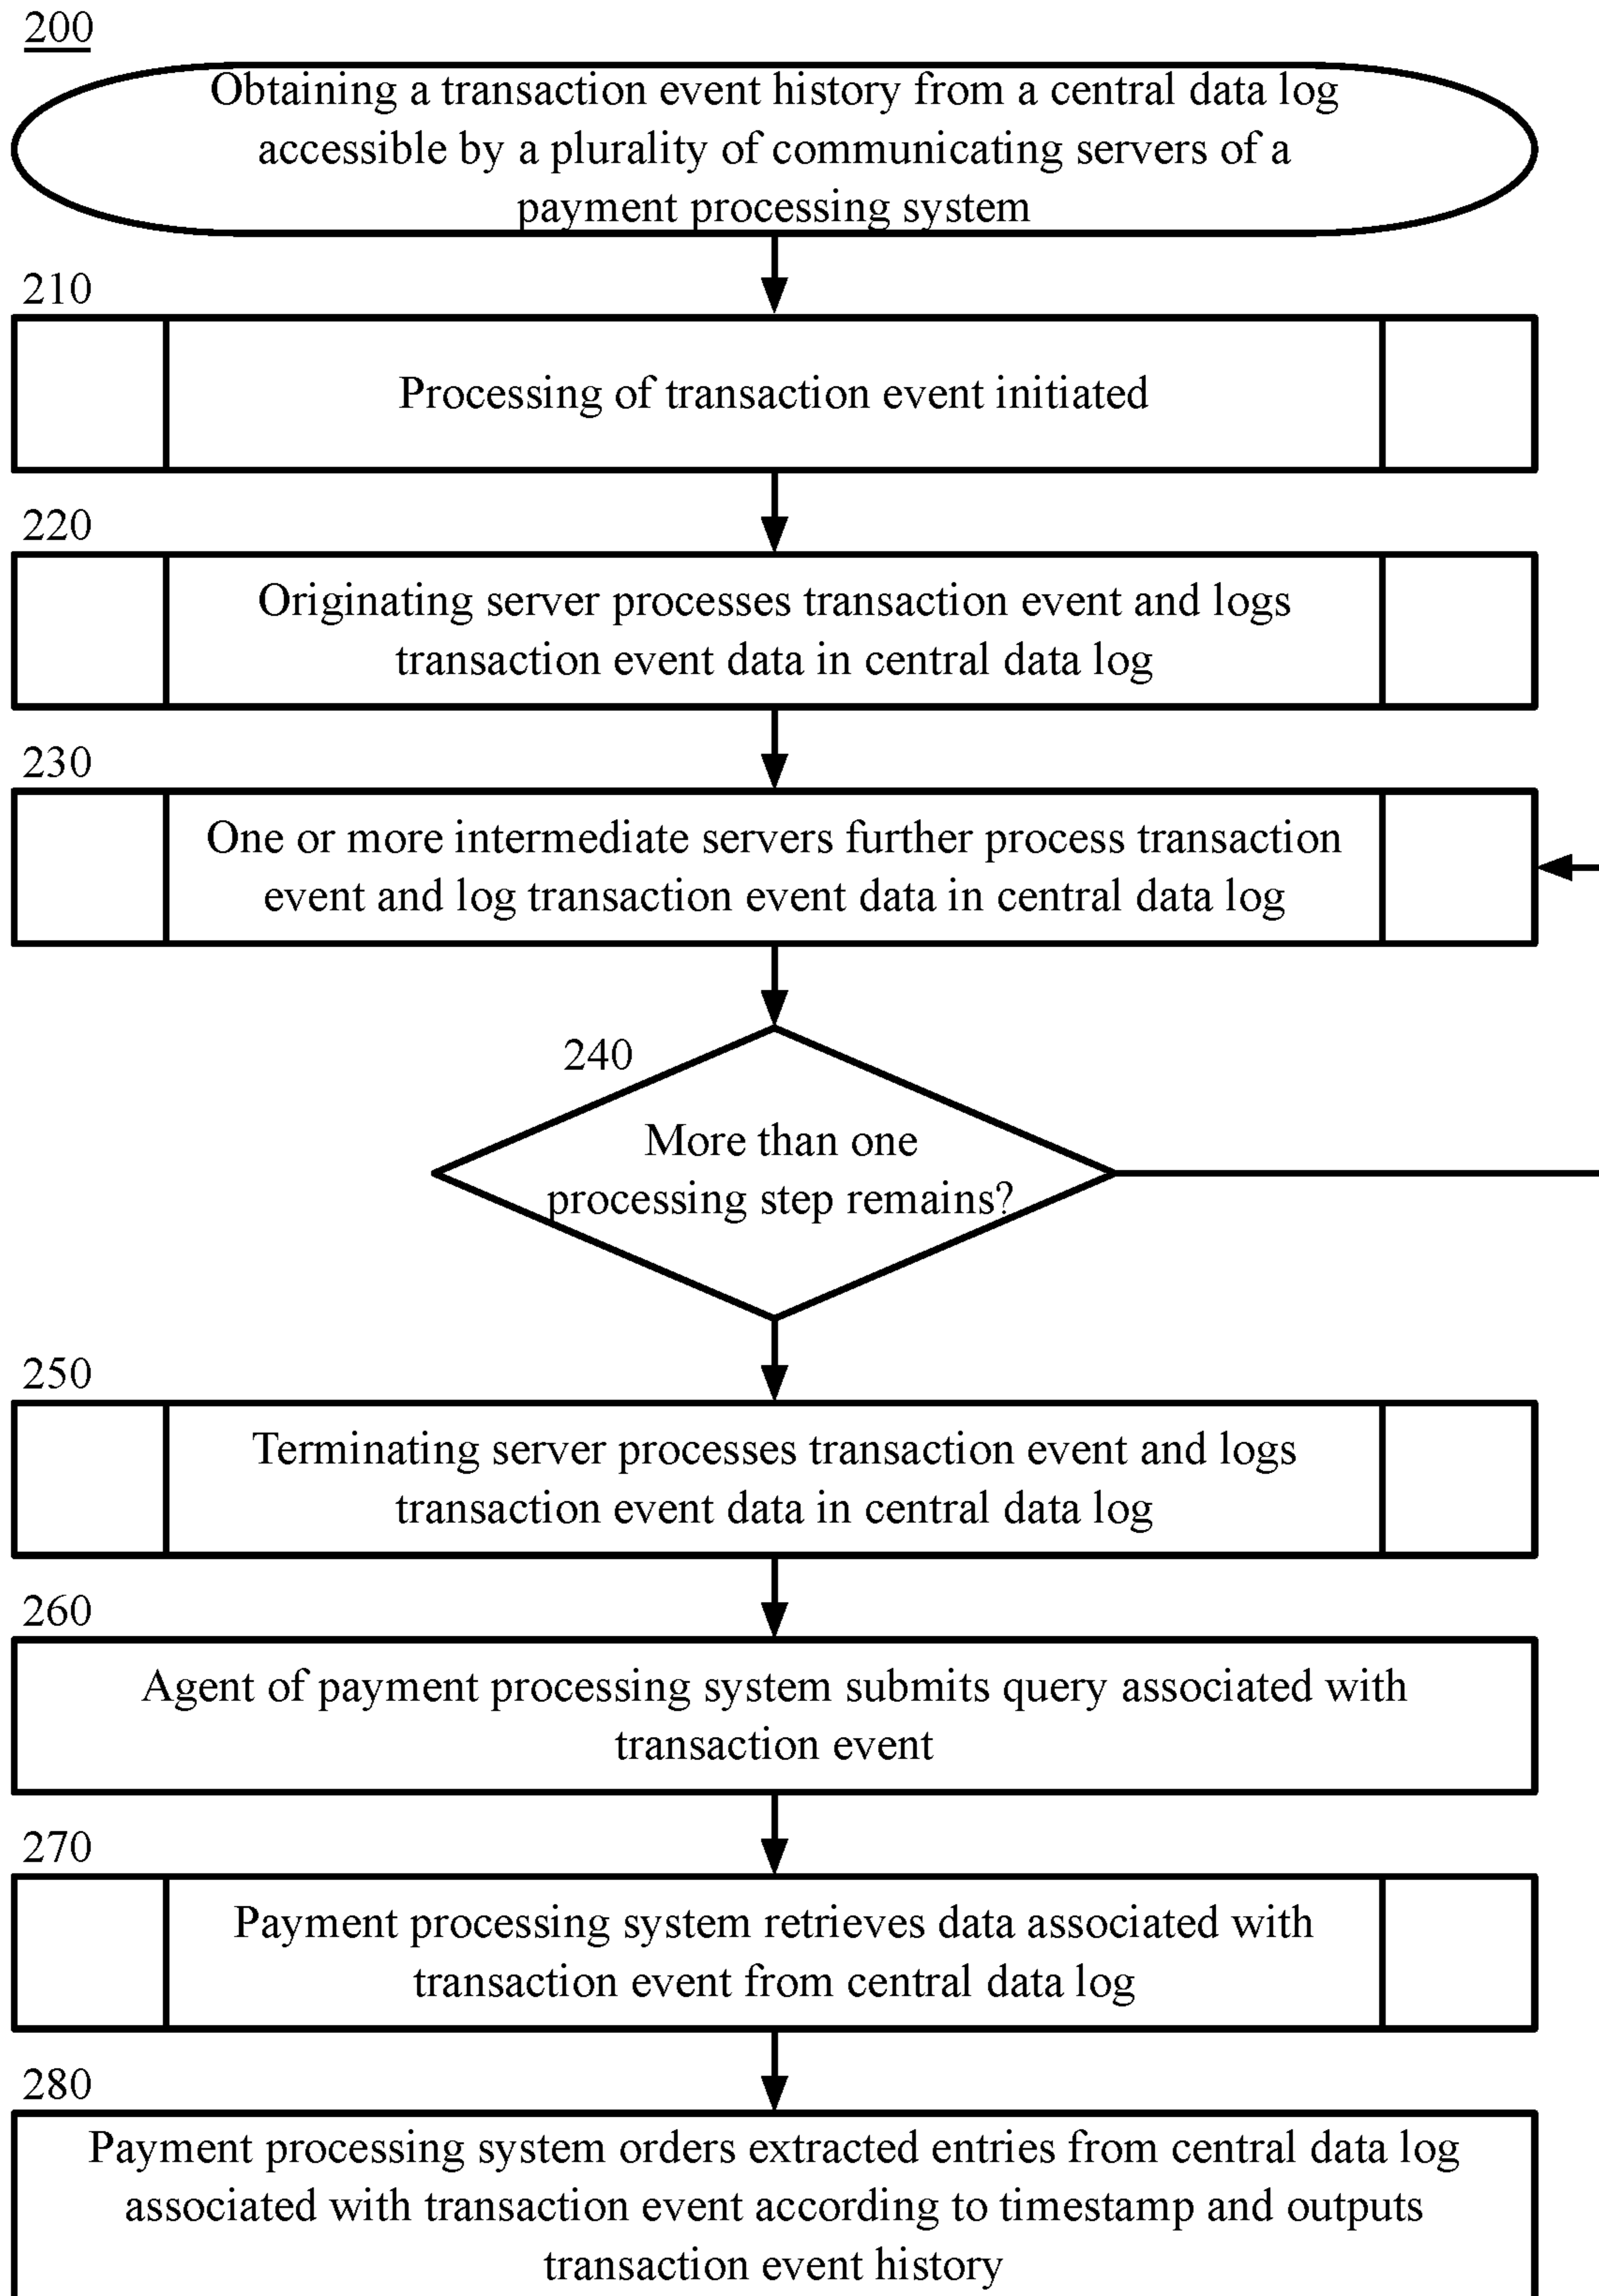 200
Obtaining a transaction event history from a central data log
accessible by a plurality of communicating servers of a
payment processing system
210
Processing of transaction event initiated
220
Originating server processes transaction event and logs
transaction event data in central data log
230
One or more intermediate servers further process transaction
event and log transaction event data in central data log
240
More than one
processing step remains?
250
Terminating server processes transaction event and logs
transaction event data in central data log
260
Agent of payment processing system submits query associated with
transaction event
270
Payment processing system retrieves data associated with
transaction event from central data log
280
Payment processing system orders extracted entries from central data log
associated with transaction event according to timestamp and outputs
transaction event history